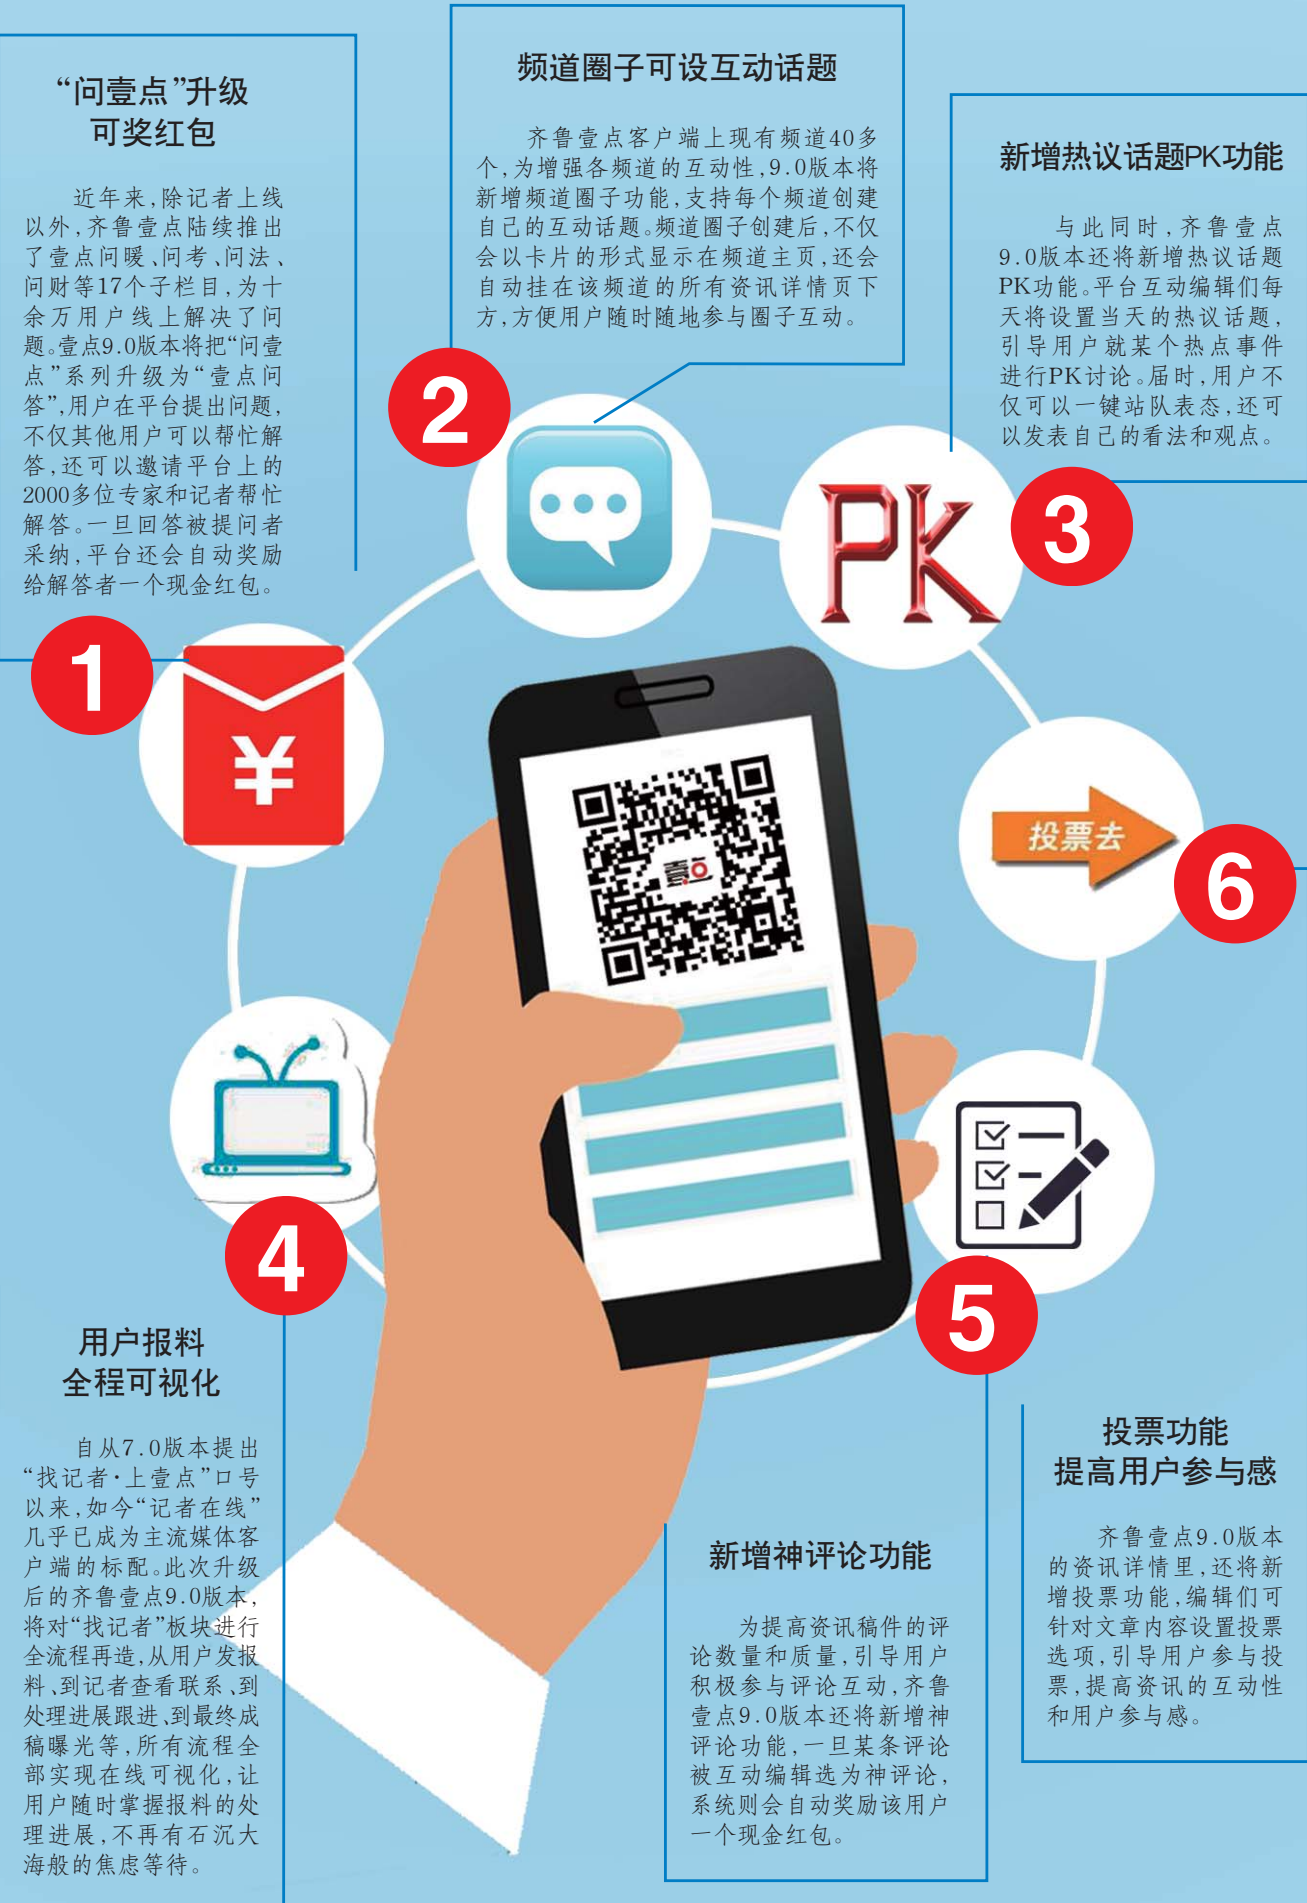 “问壹点”升级
可奖红包
近年来,除记者上线
以外,齐鲁壹点陆续推出
了壹点问暖、问考、问法、
问财等17个子栏目,为十
余万用户线上解决了问
题。壹点9.0版本将把“问壹
点”系列升级为“壹点问
答”,用户在平台提出问题,
不仅其他用户可以帮忙解
答,还可以邀请平台上的
2000多位专家和记者帮忙
解答。一旦回答被提问者
采纳,平台还会自动奖励
给解答者一个现金红包。
1
¥
频道圈子可设互动话题
齐鲁壹点客户端上现有频道40多
个,为增强各频道的互动性,9.0版本将
新增频道圈子功能,支持每个频道创建
自己的互动话题。频道圈子创建后,不仅
会以卡片的形式显示在频道主页,还会
自动挂在该频道的所有资讯详情页下
方,方便用户随时随地参与圈子互动。
2
新增热议话题PK功能
与此同时,齐鲁壹点
9.0版本还将新增热议话题
PK功能。平台互动编辑们每
天将设置当天的热议话题,
引导用户就某个热点事件
进行PK讨论。届时,用户不
仅可以一键站队表态,还可
以发表自己的看法和观点。
PK
3
壹点
投票去
6
4
用户报料
全程可视化
自从7.0版本提出
“找记者·上壹点”口号
以来,如今“记者在线”
几乎已成为主流媒体客
户端的标配。此次升级
后的齐鲁壹点9.0版本,
将对“找记者”板块进行
全流程再造,从用户发报
料、到记者查看联系、到
处理进展跟进、到最终成
稿曝光等,所有流程全
部实现在线可视化,让
用户随时掌握报料的处
理进展,不再有石沉大
海般的焦虑等待。
5
新增神评论功能
为提高资讯稿件的评
论数量和质量,引导用户
积极参与评论互动,齐鲁
壹点9.0版本还将新增神
评论功能,一旦某条评论
被互动编辑选为神评论,
系统则会自动奖励该用户
一个现金红包。
投票功能
提高用户参与感
齐鲁壹点9.0版本
的资讯详情里,还将新
增投票功能,编辑们可
针对文章内容设置投票
选项,引导用户参与投
票,提高资讯的互动性
和用户参与感。